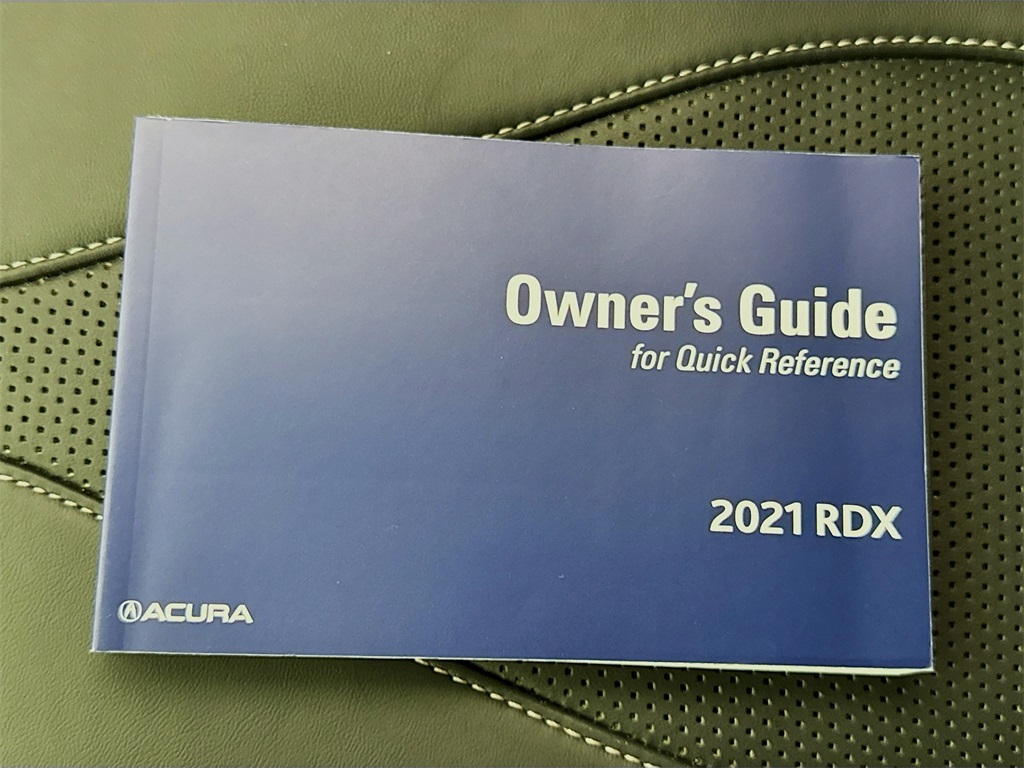 Owner's Guide
for Quick Reference
2021 RDX
ACURA